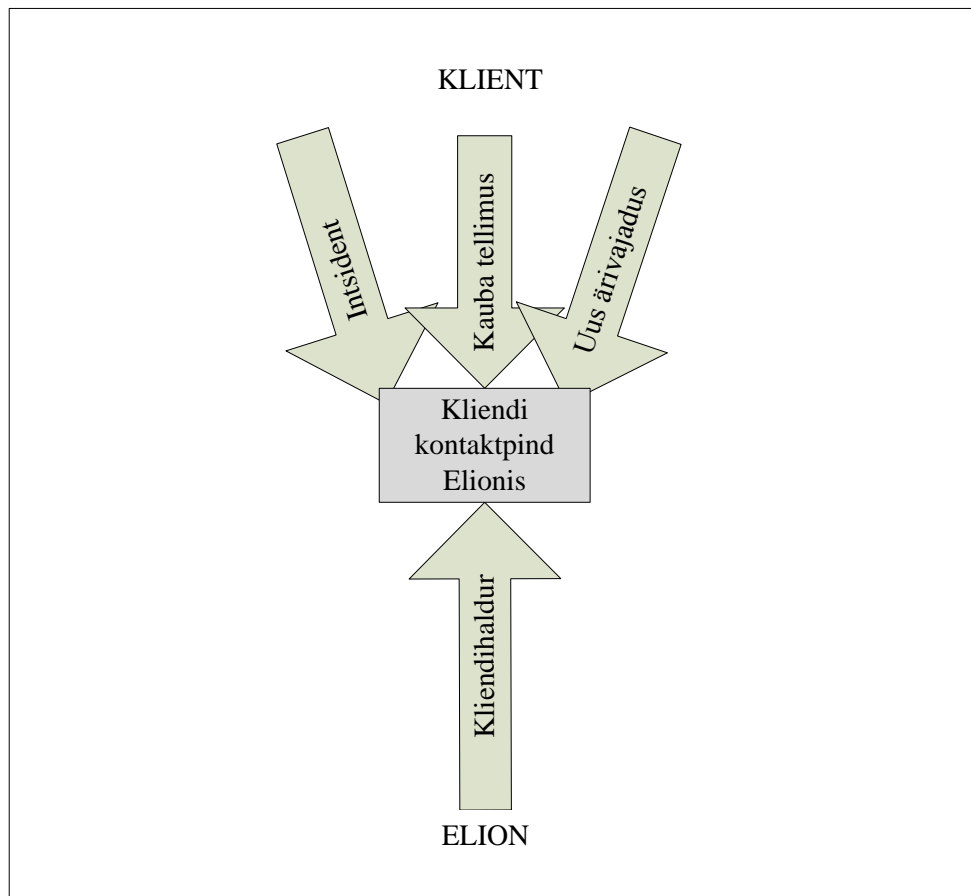 KLIENT
Intsident
Kauba tellimus
Uus ärivajadus
Kliendi
kontaktpind
Elionis
Kliendihaldur
ELION